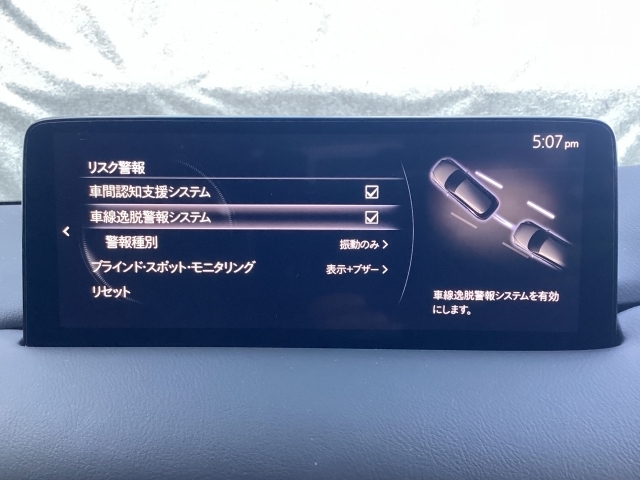 5:07 pm
リスク警報
車間認知支援システム
車線逸脱警報システム
警報種別 振動のみ
ブラインド・スポット・モニタリング 表示+ブザー
リセット
車線逸脱警報システムを有効
にします。